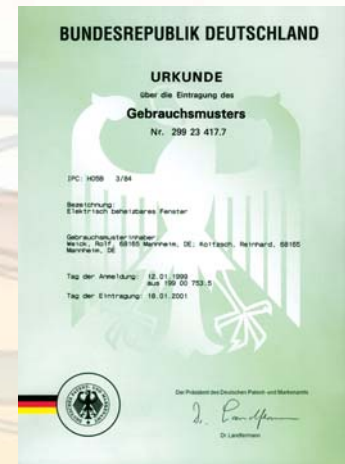 BUNDESREPUBLIK DEUTSCHLAND
URKUNDE
über die Eintragung des
Gebrauchsmusters
Nr. 299 23 417.7
IPC: H05B 3/84
Bezeichnung:
Elektrisch beheizbares Fenster
Gebrauchsmusterinhaber:
Weick, Rolf, 68165 Mannheim, DE; Koitzsch, Reinhard, 68165
Mannheim, DE
Tag der Anmeldung: 12.01.1999
aus 199 00 753.5
Tag der Eintragung: 18.01.2001
Der Präsident des Deutschen Patent- und Markenamts
Dr. Landfermann